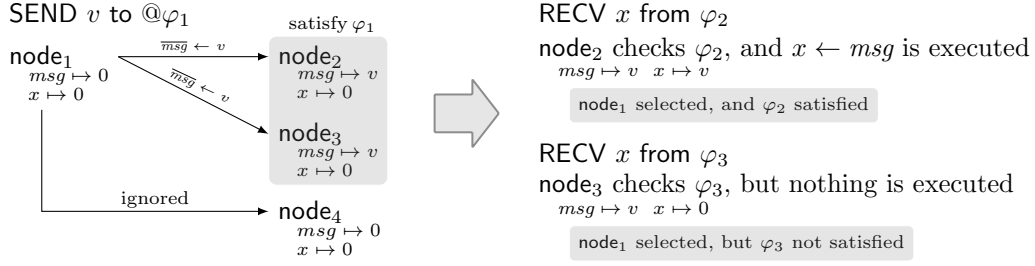 SEND v to @φ₁
satisfy φ₁
node₁
msg ↦ 0
x ↦ 0
m̅s̅g̅ ← v
m̅s̅g̅ ← v
node₂
msg ↦ v
x ↦ 0
node₃
msg ↦ v
x ↦ 0
ignored
node₄
msg ↦ 0
x ↦ 0
RECV x from φ₂
node₂ checks φ₂, and x ← msg is executed
msg ↦ v x ↦ v
node₁ selected, and φ₂ satisfied
RECV x from φ₃
node₃ checks φ₃, but nothing is executed
msg ↦ v x ↦ 0
node₁ selected, but φ₃ not satisfied